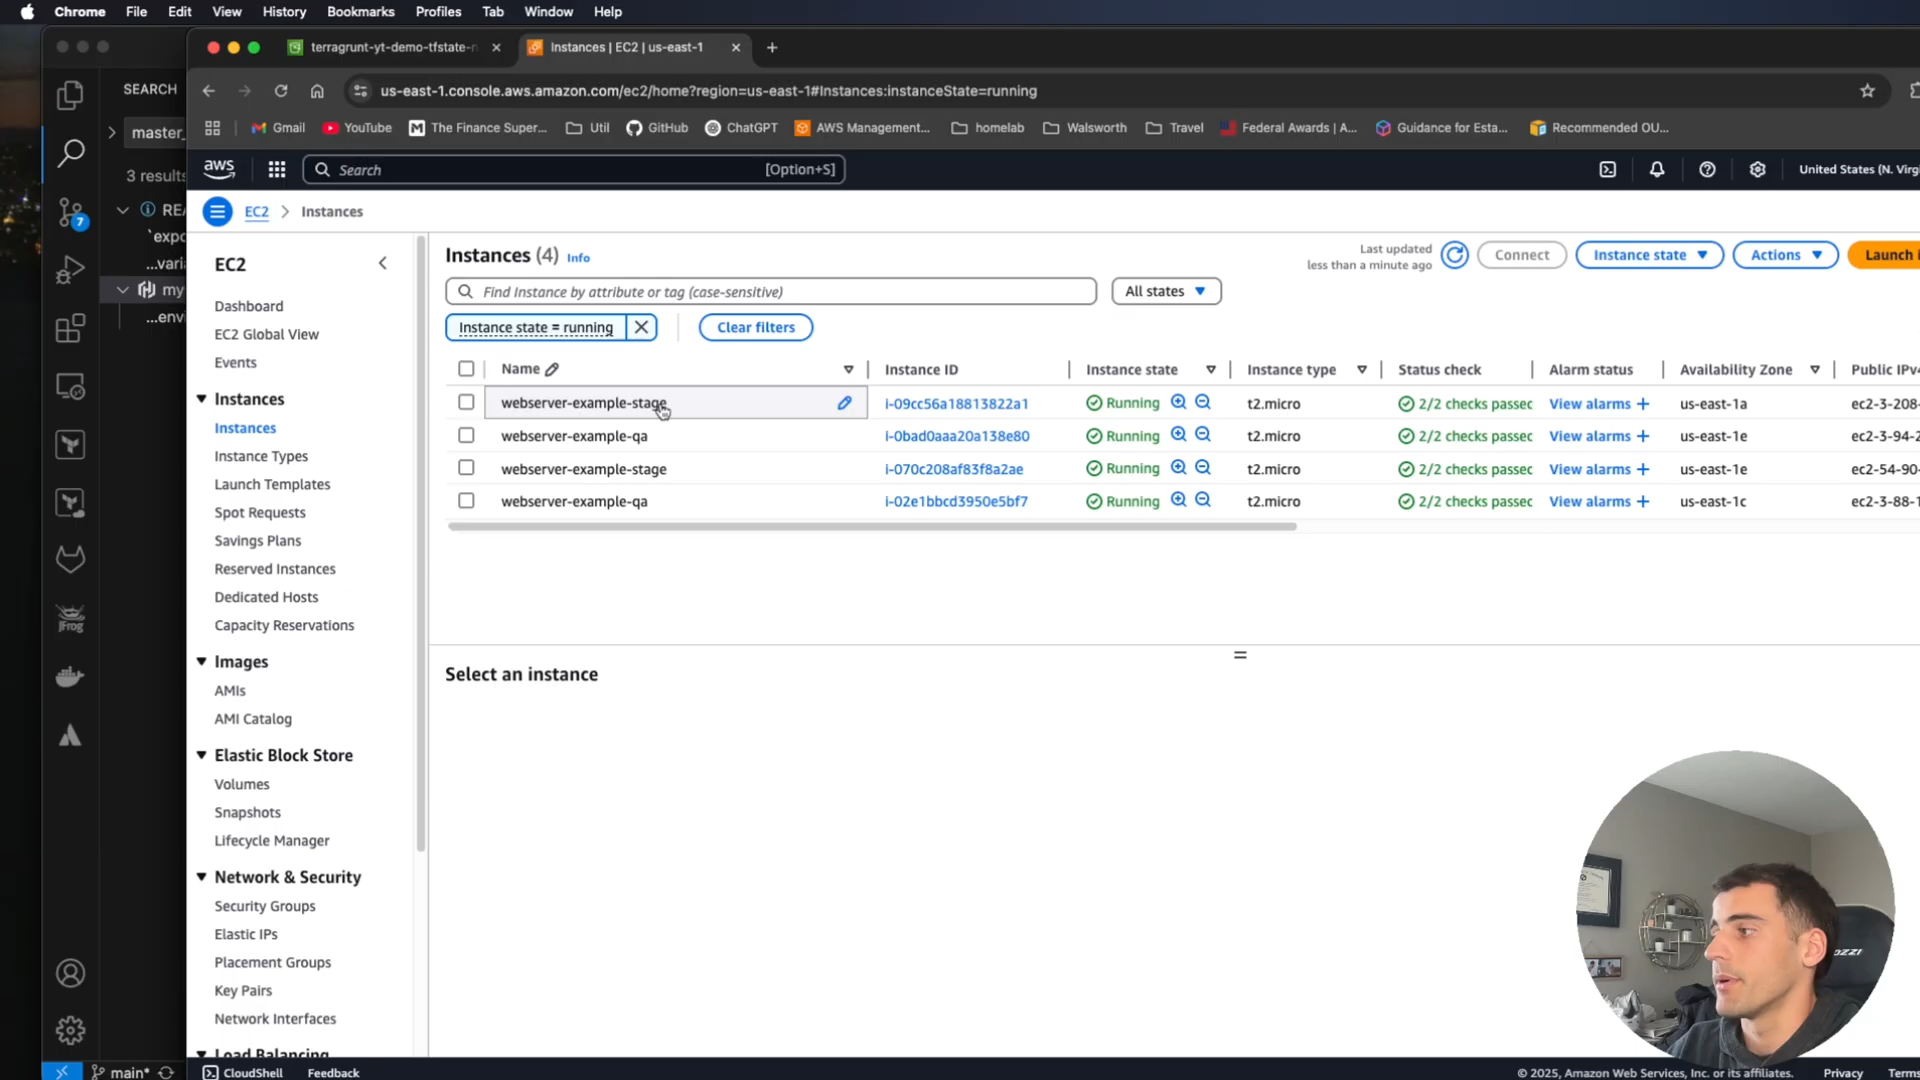 Chrome File Edit View History Bookmarks Profiles Tab Window Help
terragrunt-yt-demo-tfstate-
Instances | EC2 | us-east-1
us-east-1.console.aws.amazon.com/ec2/home?region=us-east-1#Instances:instanceState=running
Gmail YouTube The Finance Super... Util GitHub ChatGPT AWS Management... homelab Walsworth Travel Federal Awards | A... Guidance for Esta... Recommended OU...
SEARCH
master_
3 results
REA
`expo
...varia
my
...envi
7
aws Search [Option+S] United States (N. Virg
EC2 > Instances
EC2
Dashboard
EC2 Global View
Events
Instances
Instances
Instance Types
Launch Templates
Spot Requests
Savings Plans
Reserved Instances
Dedicated Hosts
Capacity Reservations
Images
AMIs
AMI Catalog
Elastic Block Store
Volumes
Snapshots
Lifecycle Manager
Network & Security
Security Groups
Elastic IPs
Placement Groups
Key Pairs
Network Interfaces
Load Balancing
Instances (4) Info
Last updated
less than a minute ago
Connect Instance state Actions Launch i
Find Instance by attribute or tag (case-sensitive) All states
Instance state = running Clear filters
Name Instance ID Instance state Instance type Status check Alarm status Availability Zone Public IPv4
webserver-example-stage i-09cc56a18813822a1 Running t2.micro 2/2 checks passec View alarms + us-east-1a ec2-3-208-
webserver-example-qa i-0bad0aaa20a138e80 Running t2.micro 2/2 checks passec View alarms + us-east-1e ec2-3-94-2
webserver-example-stage i-070c208af83f8a2ae Running t2.micro 2/2 checks passec View alarms + us-east-1e ec2-54-90-
webserver-example-qa i-02e1bbcd3950e5bf7 Running t2.micro 2/2 checks passec View alarms + us-east-1c ec2-3-88-1
Select an instance
JFrog
main*
CloudShell Feedback
© 2025, Amazon Web Services, Inc. or its affiliates. Privacy Terms